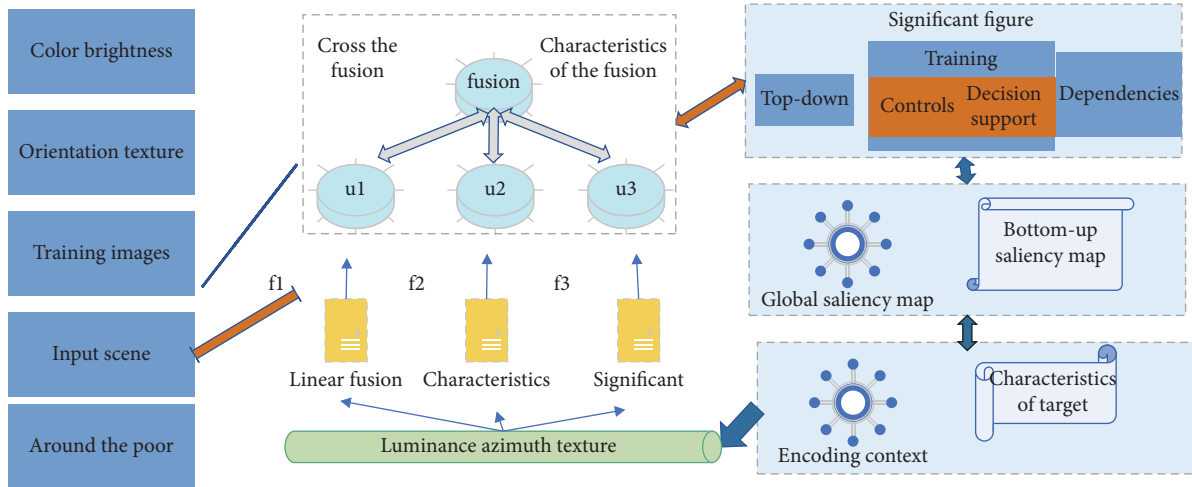 Color brightness
Orientation texture
Training images
Input scene
Around the poor
Cross the
fusion
Characteristics
of the fusion
fusion
u1
u2
u3
f1
f2
f3
Linear fusion
Characteristics
Significant
Luminance azimuth texture
Significant figure
Top-down
Training
Controls
Decision
support
Dependencies
Global saliency map
Bottom-up
saliency map
Encoding context
Characteristics
of target